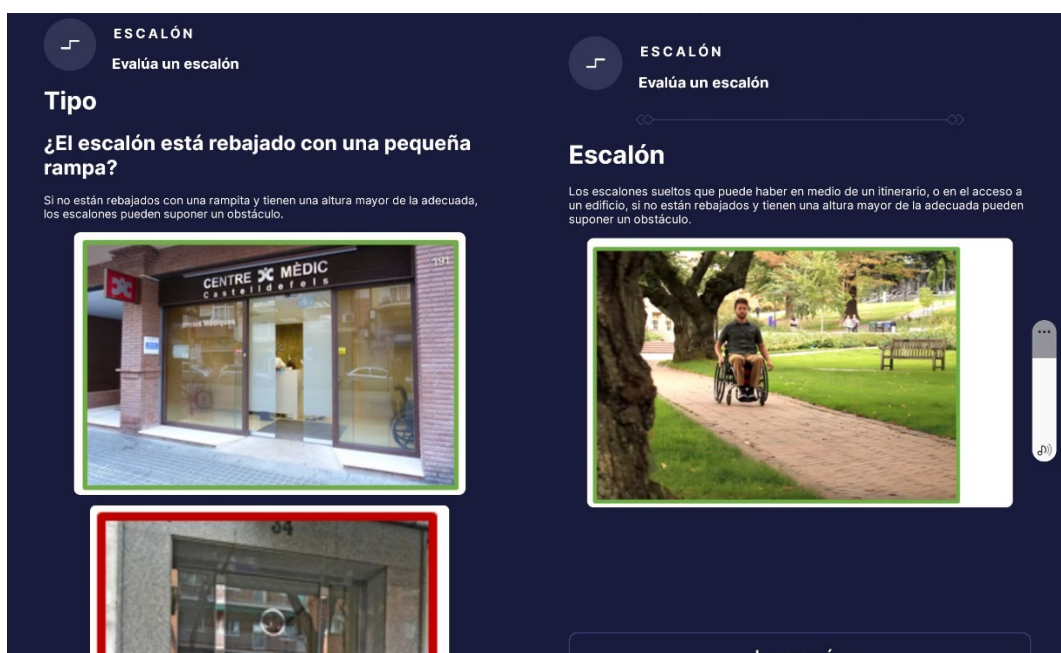 ESCALÓN
Evalúa un escalón
Tipo
¿El escalón está rebajado con una pequeña
rampa?
Si no están rebajados con una rampita y tienen una altura mayor de la adecuada,
los escalones pueden suponer un obstáculo.
191
CENTRE MÈDIC
Castelldefels
34
ESCALÓN
Evalúa un escalón
Escalón
Los escalones sueltos que puede haber en medio de un itinerario, o en el acceso a
un edificio, si no están rebajados y tienen una altura mayor de la adecuada pueden
suponer un obstáculo.